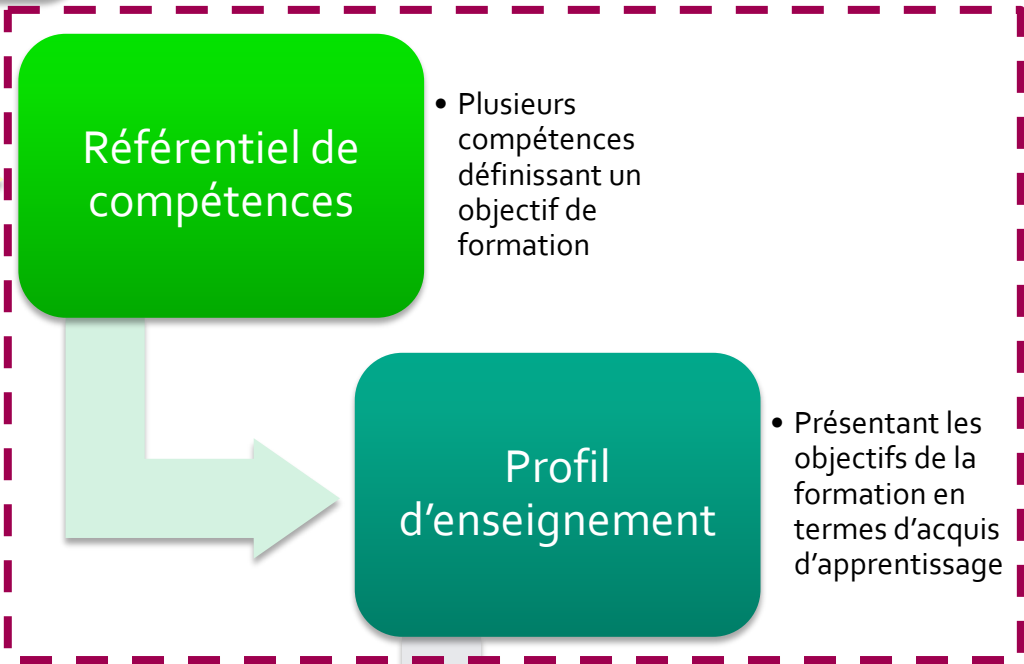 Référentiel de
compétences
• Plusieurs
compétences
définissant un
objectif de
formation
Profil
d’enseignement
• Présentant les
objectifs de la
formation en
termes d’acquis
d’apprentissage